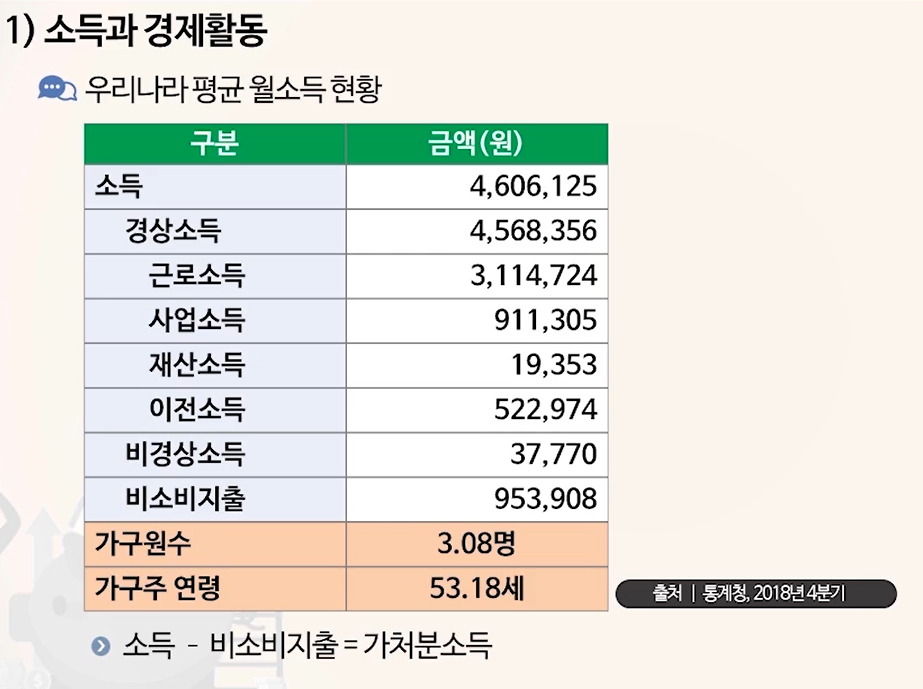 1) 소득과 경제활동
우리나라 평균 월소득 현황
구분 금액(원)
소득 4,606,125
경상소득 4,568,356
근로소득 3,114,724
사업소득 911,305
재산소득 19,353
이전소득 522,974
비경상소득 37,770
비소비지출 953,908
가구원수 3.08명
가구주 연령 53.18세
출처 | 통계청, 2018년 4분기
소득 - 비소비지출 = 가처분소득